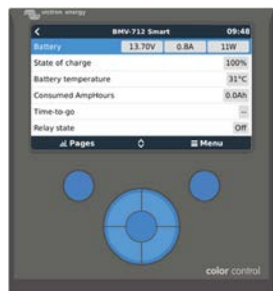 victron energy
BMV-712 Smart 09:48
Battery 13.70V 0.8A 11W
State of charge 100%
Battery temperature 31°C
Consumed AmpHours 0.0Ah
Time-to-go --
Relay state Off
Pages Menu
color control